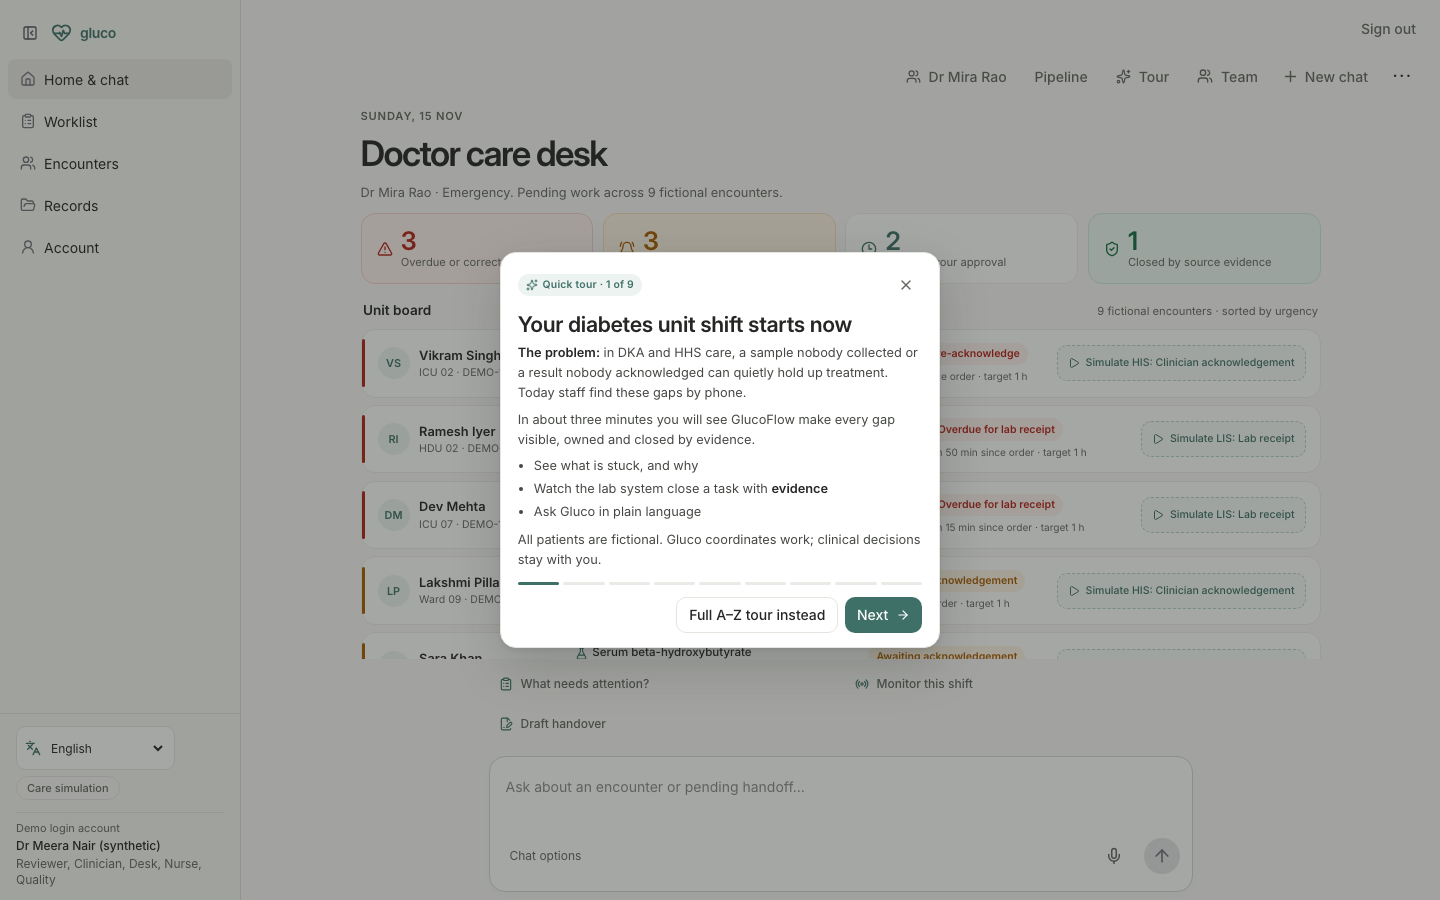 gluco
Home & chat
Worklist
Encounters
Records
Account
English
Care simulation
Demo login account
Dr Meera Nair (synthetic)
Reviewer, Clinician, Desk, Nurse,
Quality
Sign out
Dr Mira Rao
Pipeline
Tour
Team
New chat
SUNDAY, 15 NOV
Doctor care desk
Dr Mira Rao · Emergency. Pending work across 9 fictional encounters.
3
Overdue or correct
3
2
our approval
1
Closed by source evidence
Unit board
9 fictional encounters · sorted by urgency
VS
Vikram Singh
ICU 02 · DEMO-
e-acknowledge
e order · target 1 h
Simulate HIS: Clinician acknowledgement
RI
Ramesh Iyer
HDU 02 · DEMO
Overdue for lab receipt
50 min since order · target 1 h
Simulate LIS: Lab receipt
DM
Dev Mehta
ICU 07 · DEMO-
Overdue for lab receipt
15 min since order · target 1 h
Simulate LIS: Lab receipt
LP
Lakshmi Pilla
Ward 09 · DEMO
knowledgement
der · target 1 h
Simulate HIS: Clinician acknowledgement
Sara Khan
Serum beta-hydroxybutyrate
Awaiting acknowledgement
Quick tour · 1 of 9
Your diabetes unit shift starts now
The problem: in DKA and HHS care, a sample nobody collected or
a result nobody acknowledged can quietly hold up treatment.
Today staff find these gaps by phone.
In about three minutes you will see GlucoFlow make every gap
visible, owned and closed by evidence.
• See what is stuck, and why
• Watch the lab system close a task with evidence
• Ask Gluco in plain language
All patients are fictional. Gluco coordinates work; clinical decisions
stay with you.
Full A–Z tour instead
Next
What needs attention?
Monitor this shift
Draft handover
Ask about an encounter or pending handoff...
Chat options